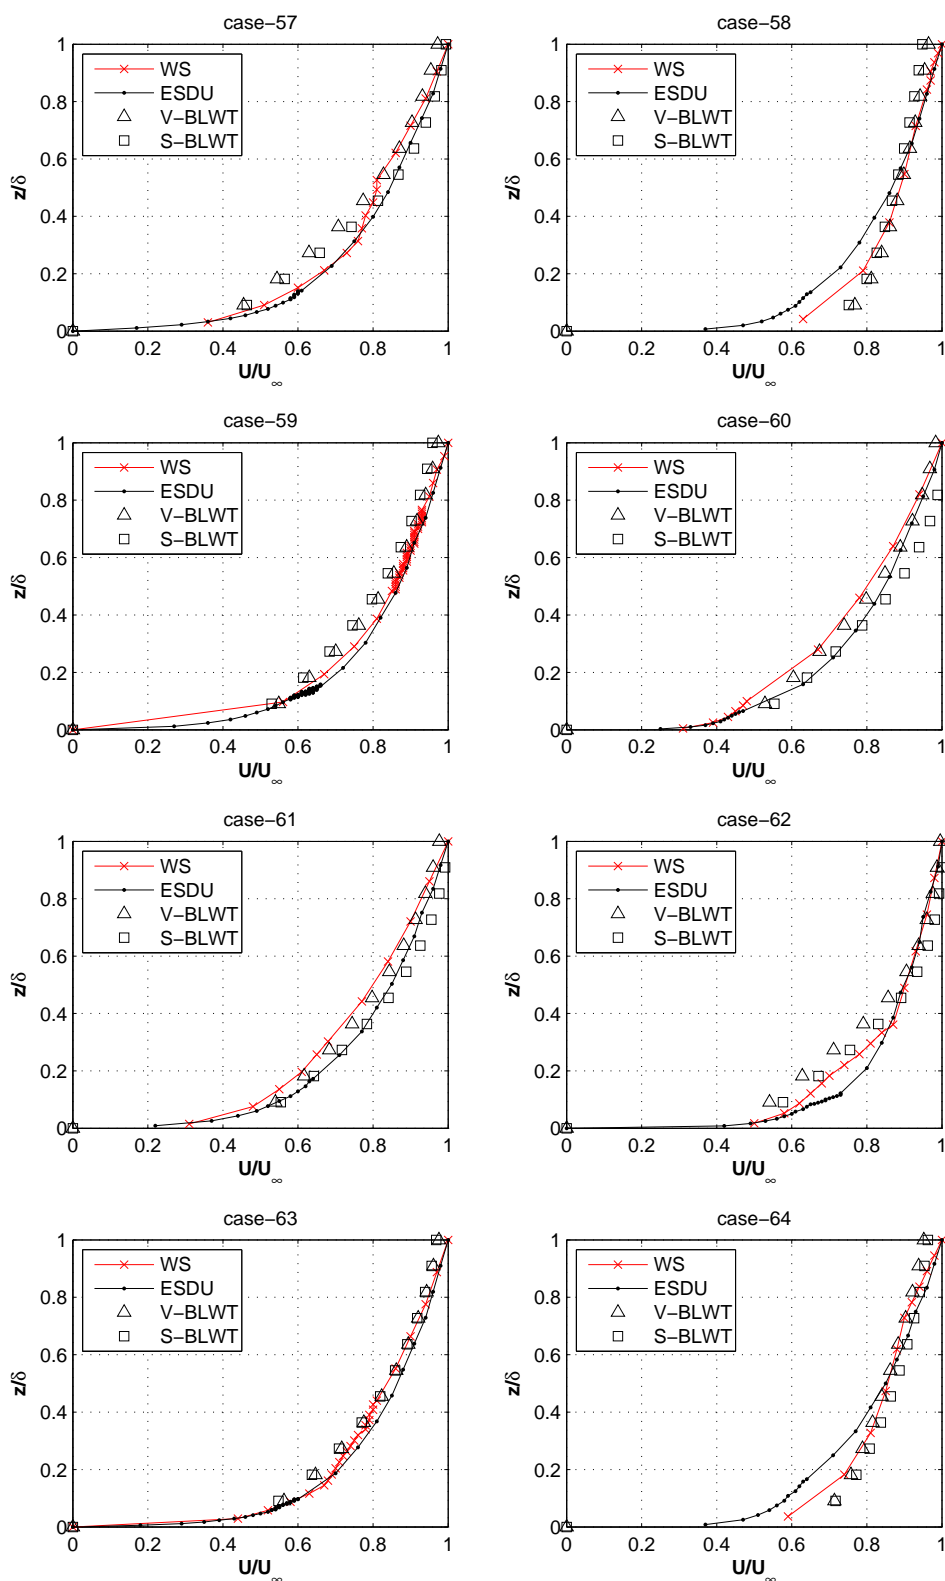 case-57
1
0.8
0.6
0.4
0.2
0
z/δ
WS
ESDU
V-BLWT
S-BLWT
0 0.2 0.4 0.6 0.8 1
U/U∞
case-58
1
0.8
0.6
0.4
0.2
0
z/δ
WS
ESDU
V-BLWT
S-BLWT
0 0.2 0.4 0.6 0.8 1
U/U∞
case-59
1
0.8
0.6
0.4
0.2
0
z/δ
WS
ESDU
V-BLWT
S-BLWT
0 0.2 0.4 0.6 0.8 1
U/U∞
case-60
1
0.8
0.6
0.4
0.2
0
z/δ
WS
ESDU
V-BLWT
S-BLWT
0 0.2 0.4 0.6 0.8 1
U/U∞
case-61
1
0.8
0.6
0.4
0.2
0
z/δ
WS
ESDU
V-BLWT
S-BLWT
0 0.2 0.4 0.6 0.8 1
U/U∞
case-62
1
0.8
0.6
0.4
0.2
0
z/δ
WS
ESDU
V-BLWT
S-BLWT
0 0.2 0.4 0.6 0.8 1
U/U∞
case-63
1
0.8
0.6
0.4
0.2
0
z/δ
WS
ESDU
V-BLWT
S-BLWT
0 0.2 0.4 0.6 0.8 1
U/U∞
case-64
1
0.8
0.6
0.4
0.2
0
z/δ
WS
ESDU
V-BLWT
S-BLWT
0 0.2 0.4 0.6 0.8 1
U/U∞